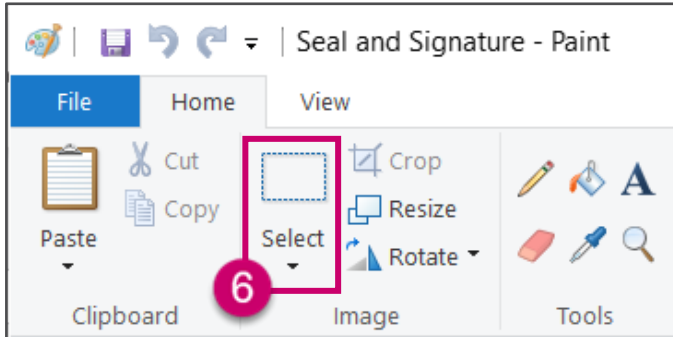 Seal and Signature - Paint
File Home View
Cut Crop A
Copy Resize
Paste Select Rotate
6
Clipboard Image Tools